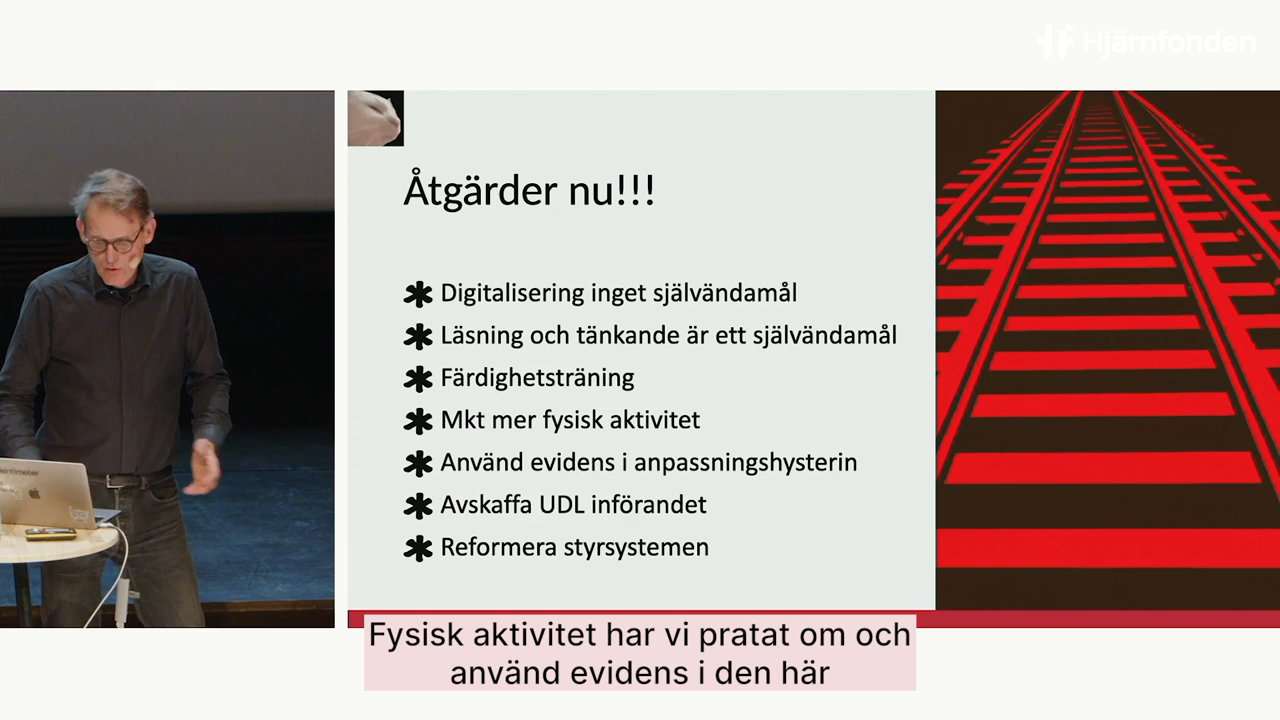 Hjärnfonden
Åtgärder nu!!!
✱ Digitalisering inget självändamål
✱ Läsning och tänkande är ett självändamål
✱ Färdighetsträning
✱ Mkt mer fysisk aktivitet
✱ Använd evidens i anpassningshysterin
✱ Avskaffa UDL införandet
✱ Reformera styrsystemen
entimeter
Fysisk aktivitet har vi pratat om och
använd evidens i den här